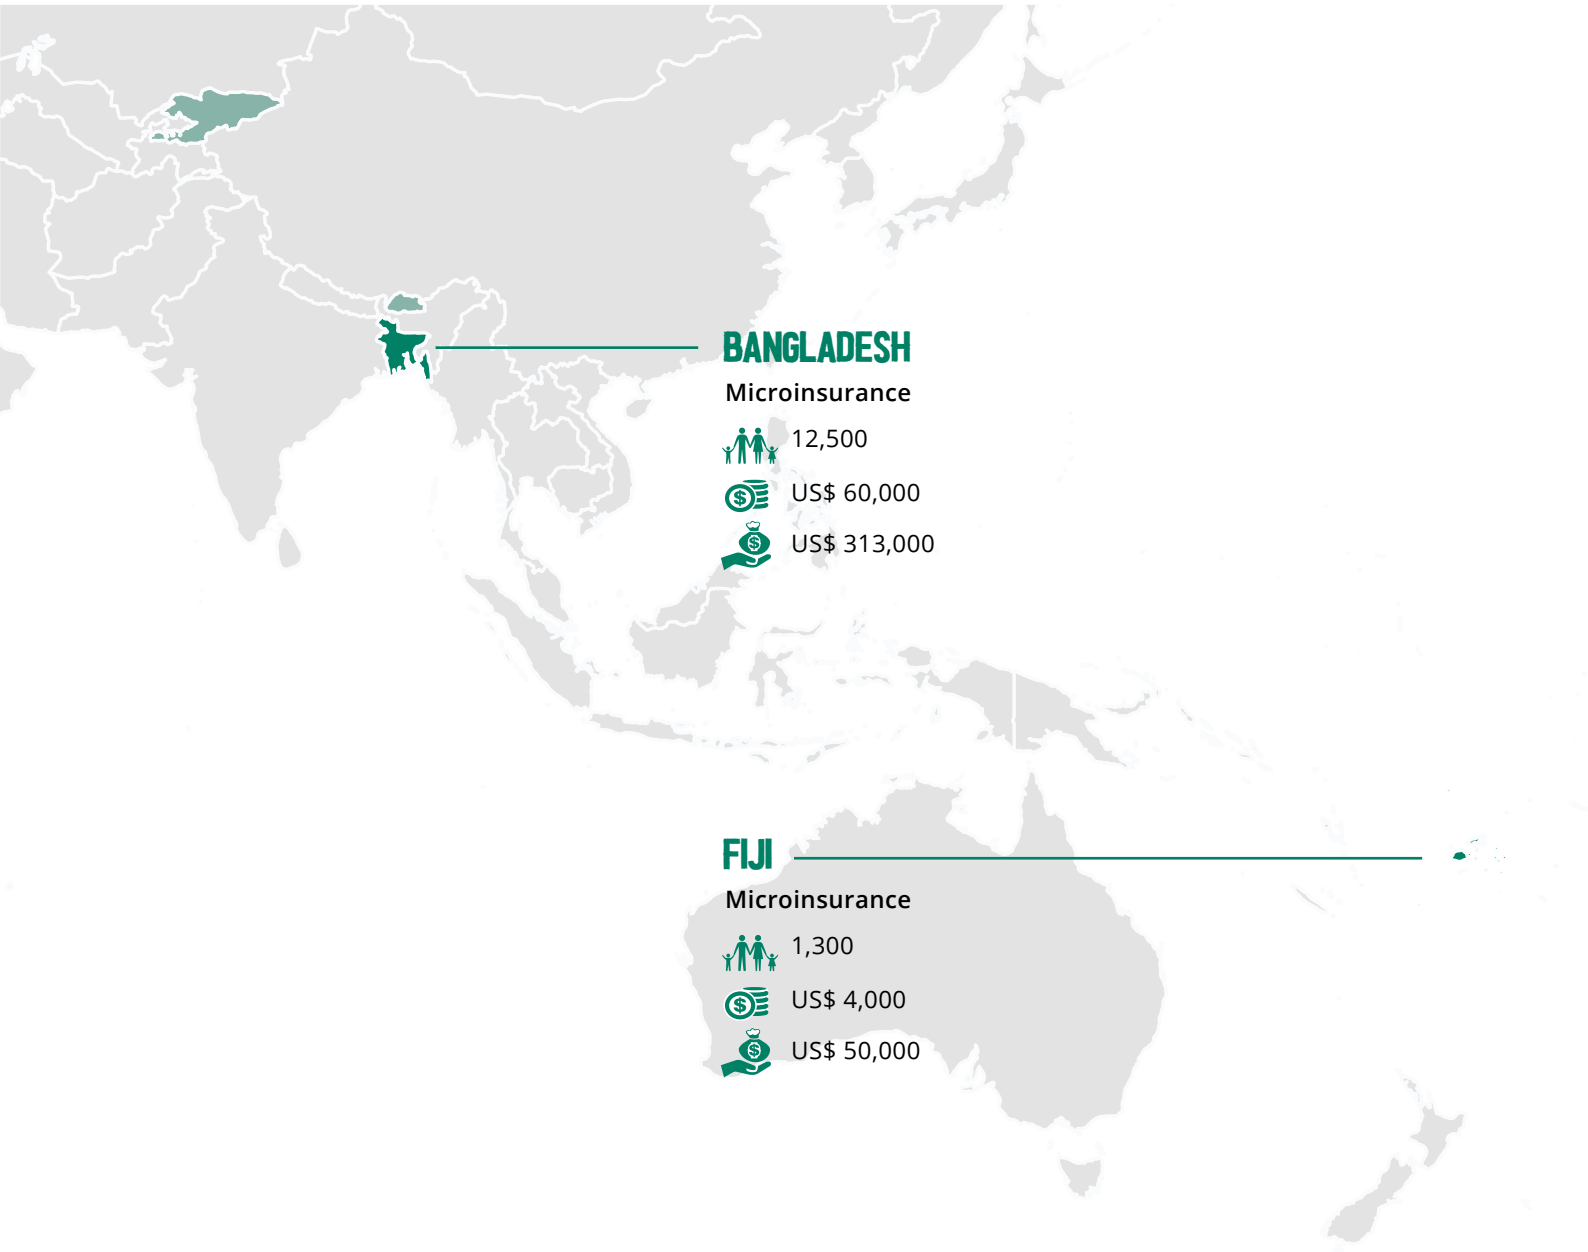 BANGLADESH
Microinsurance
12,500
US$ 60,000
US$ 313,000
FIJI
Microinsurance
1,300
US$ 4,000
US$ 50,000